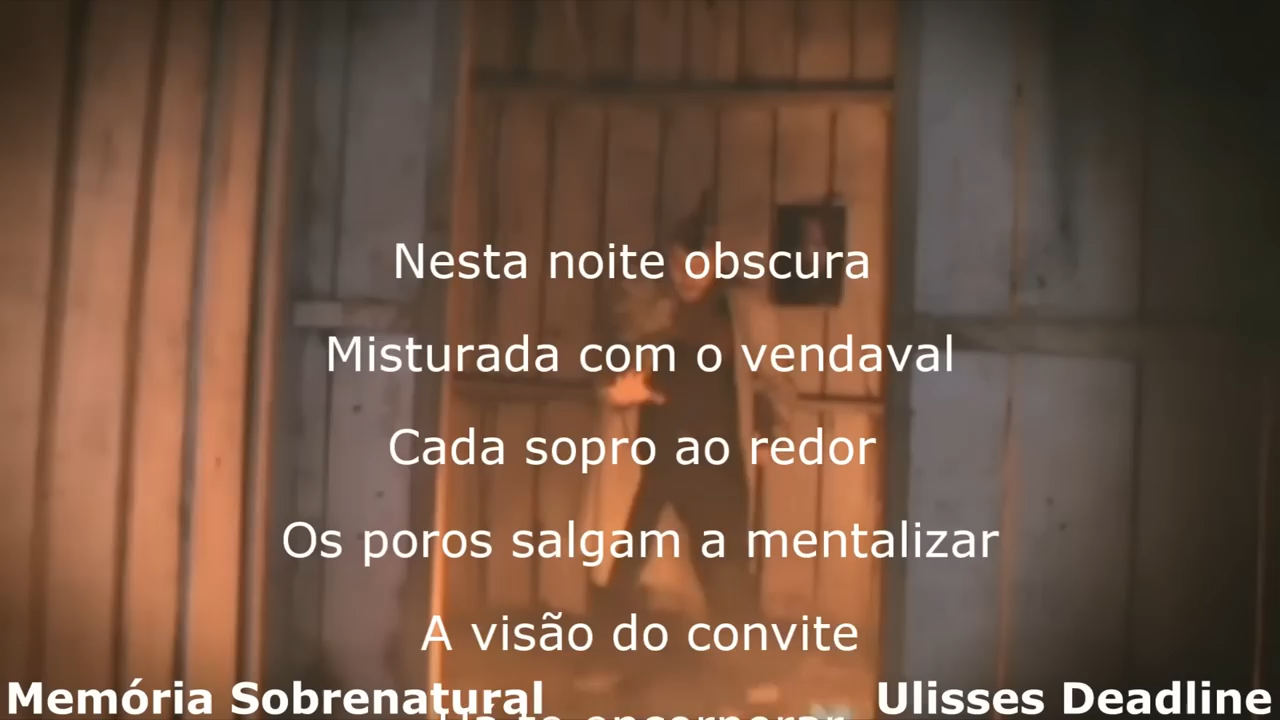 Nesta noite obscura
Misturada com o vendaval
Cada sopro ao redor
Os poros salgam a mentalizar
A visão do convite
Memória Sobrenatural
Ulisses Deadline